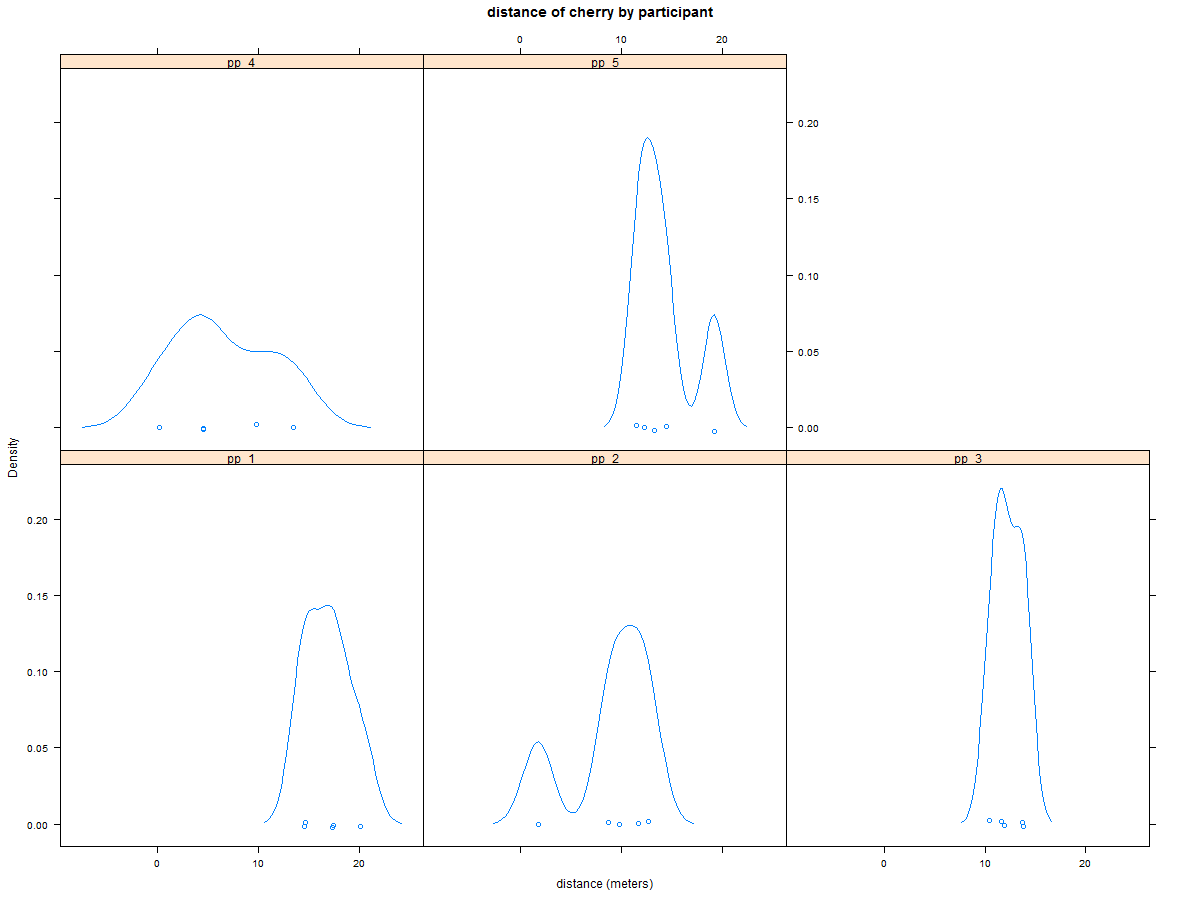 distance of cherry by participant
0 10 20
pp_4 pp_5
0.20
0.15
0.10
0.05
0.00
Density
pp_1 pp_2 pp_3
0.20
0.15
0.10
0.05
0.00
0 10 20 0 10 20
distance (meters)